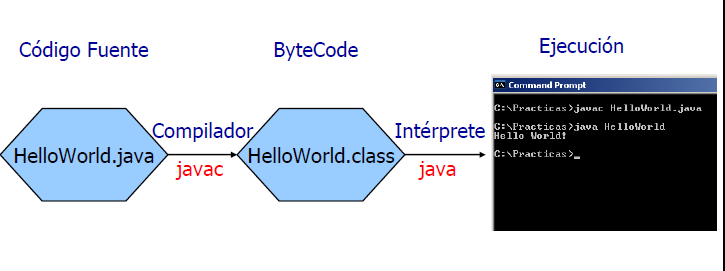 Código Fuente
ByteCode
Ejecución
HelloWorld.java
Compilador
javac
HelloWorld.class
Intérprete
java
Command Prompt
C:\Practicas>javac HelloWorld.java
C:\Practicas>java HelloWorld
Hello World!
C:\Practicas>_